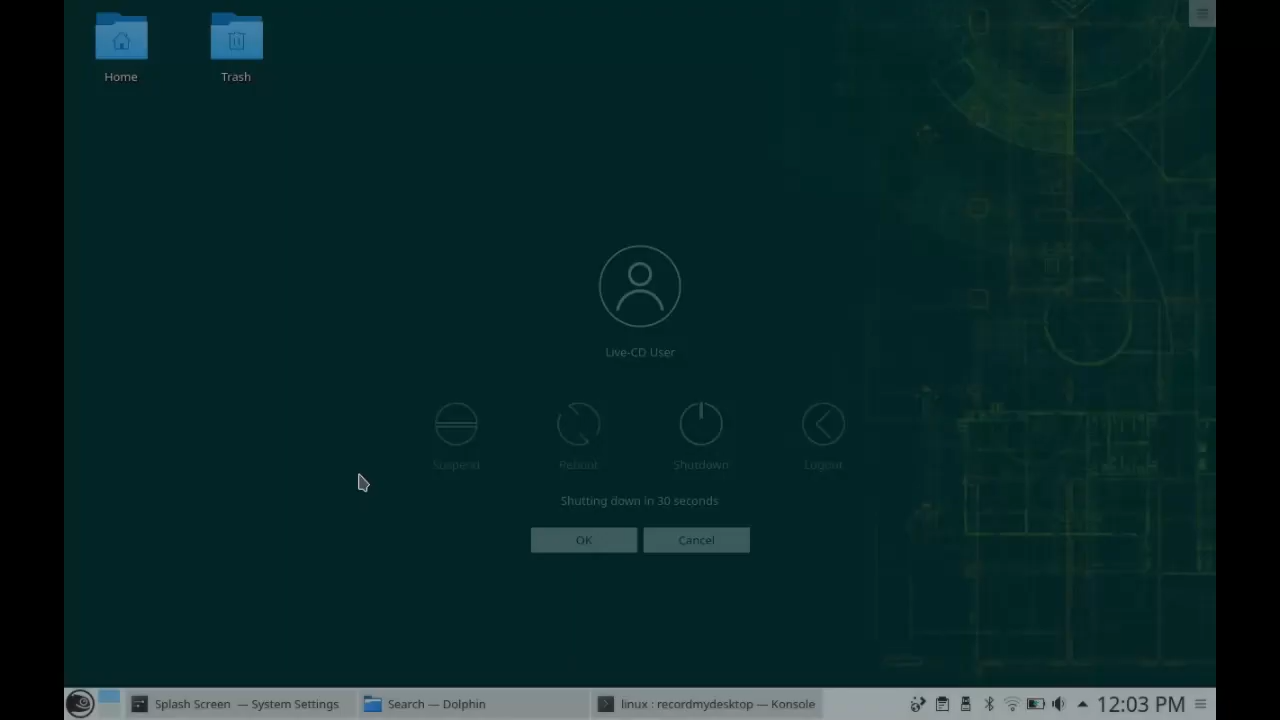 Home
Trash
Live-CD User
Suspend
Reboot
Shutdown
Logout
Shutting down in 30 seconds
OK
Cancel
Splash Screen — System Settings
Search — Dolphin
linux : recordmydesktop — Konsole
12:03 PM